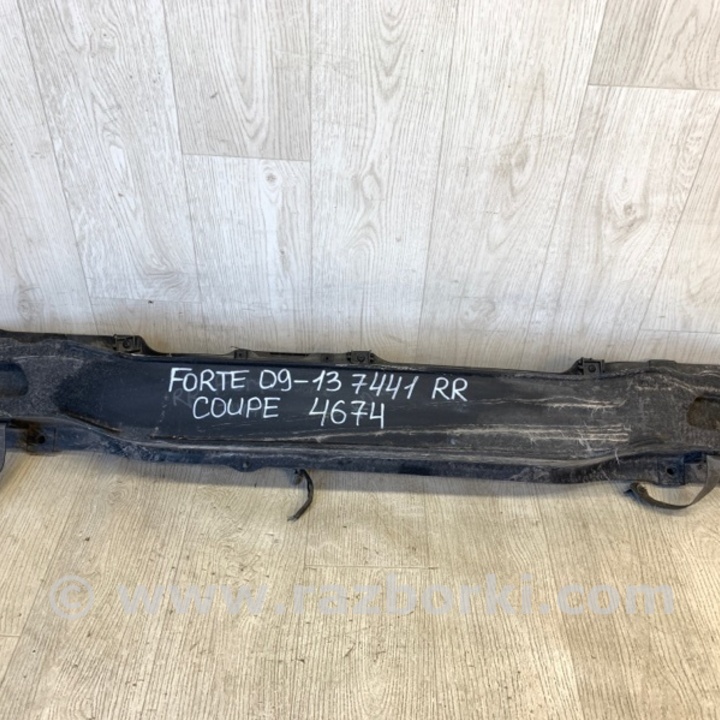 FORTE 09-13 7441 RR
COUPE 4674
© www.razborki.com